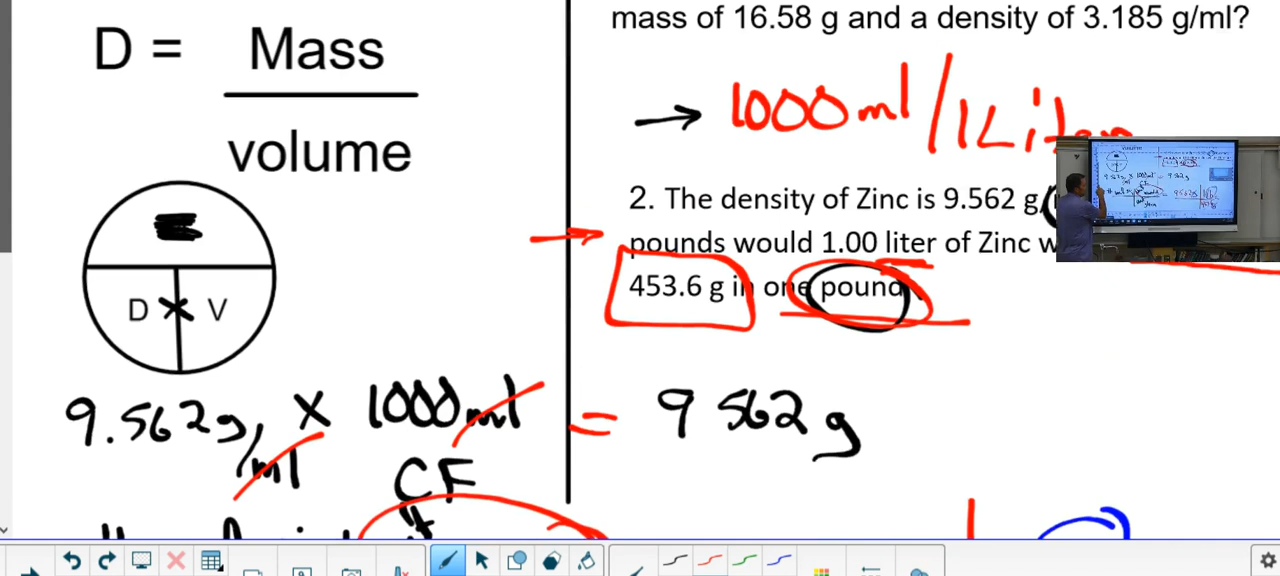 D = Mass
volume
D V
9.562g/ml x 1000ml = 9562g
CF
mass of 16.58 g and a density of 3.185 g/ml?
→ 1000ml/1Liter
2. The density of Zinc is 9.562 g
pounds would 1.00 liter of Zinc w
453.6 g in one pound